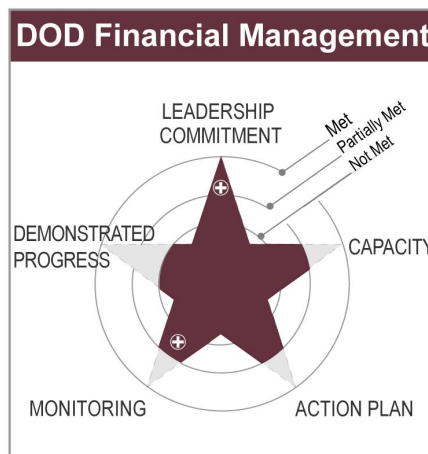 DOD Financial Management
LEADERSHIP
COMMITMENT
Met
Partially Met
Not Met
DEMONSTRATED
PROGRESS
CAPACITY
MONITORING
ACTION PLAN